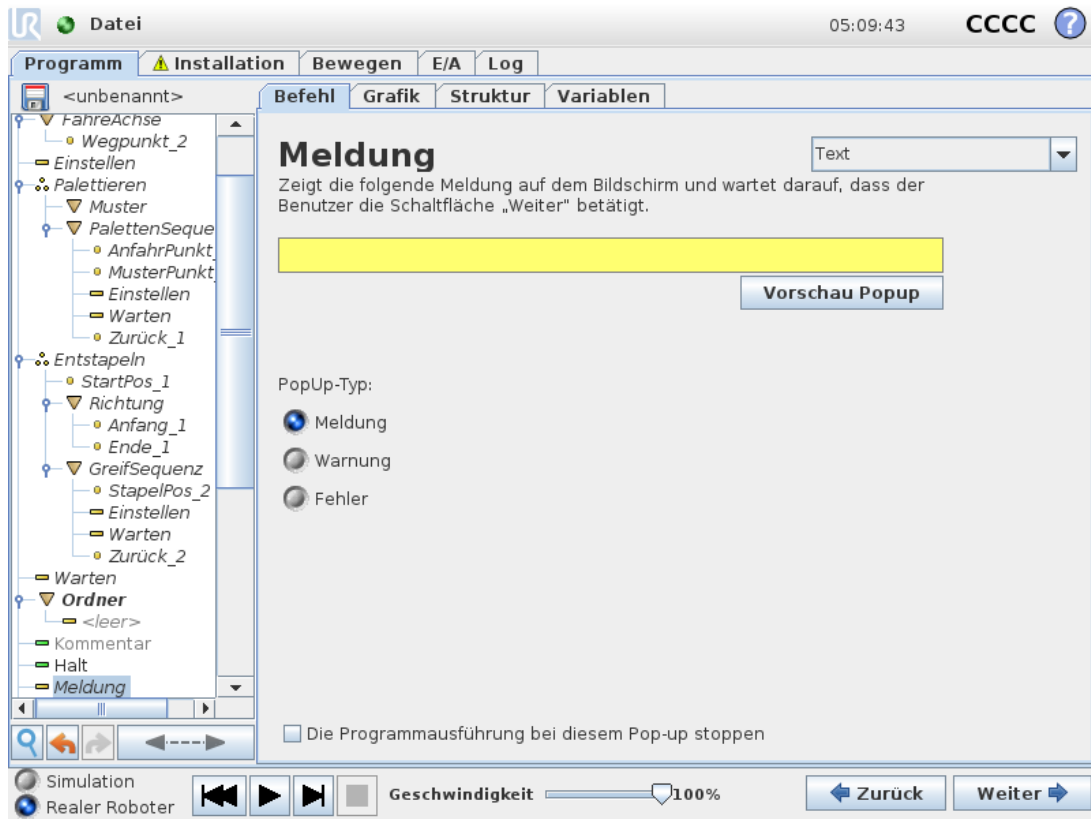 UR Datei 05:09:43 CCCC ?
Programm Installation Bewegen E/A Log
<unbenannt>
Befehl Grafik Struktur Variablen
FahreAchse
Wegpunkt_2
Einstellen
Palettieren
Muster
PalettenSeque
AnfahrPunkt_
MusterPunkt_
Einstellen
Warten
Zurück_1
Entstapeln
StartPos_1
Richtung
Anfang_1
Ende_1
GreifSequenz
StapelPos_2
Einstellen
Warten
Zurück_2
Warten
Ordner
<leer>
Kommentar
Halt
Meldung
Meldung
Text
Zeigt die folgende Meldung auf dem Bildschirm und wartet darauf, dass der
Benutzer die Schaltfläche „Weiter" betätigt.
Vorschau Popup
PopUp-Typ:
Meldung
Warnung
Fehler
Die Programmausführung bei diesem Pop-up stoppen
Simulation
Realer Roboter
Geschwindigkeit 100%
Zurück
Weiter